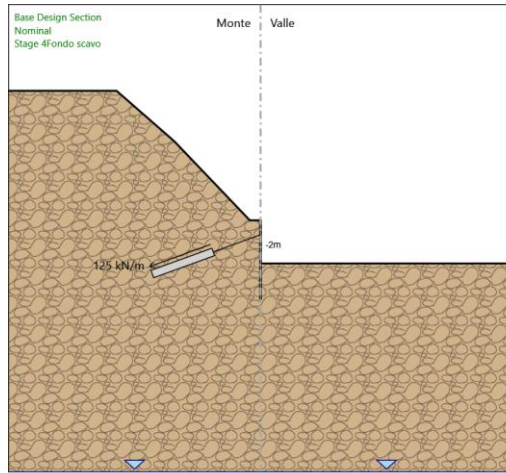 Base Design Section
Nominal
Stage 4Fondo scavo
Monte
Valle
-2m
125 kN/m